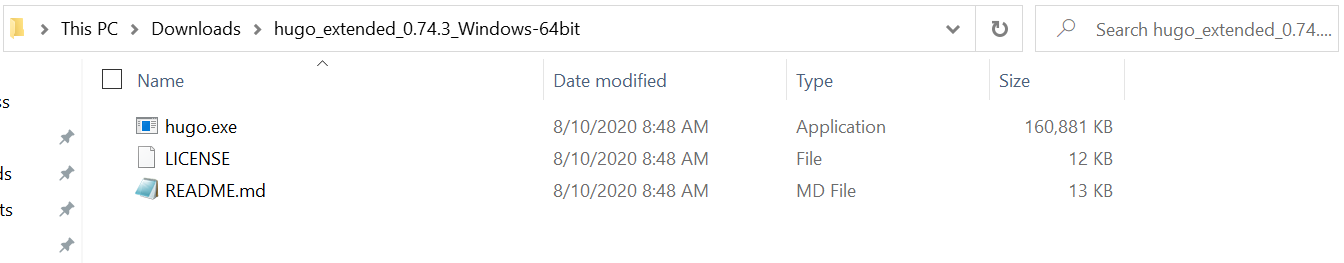 This PC > Downloads > hugo_extended_0.74.3_Windows-64bit Search hugo_extended_0.74....
Name Date modified Type Size
ss
hugo.exe 8/10/2020 8:48 AM Application 160,881 KB
LICENSE 8/10/2020 8:48 AM File 12 KB
ds
README.md 8/10/2020 8:48 AM MD File 13 KB
ts